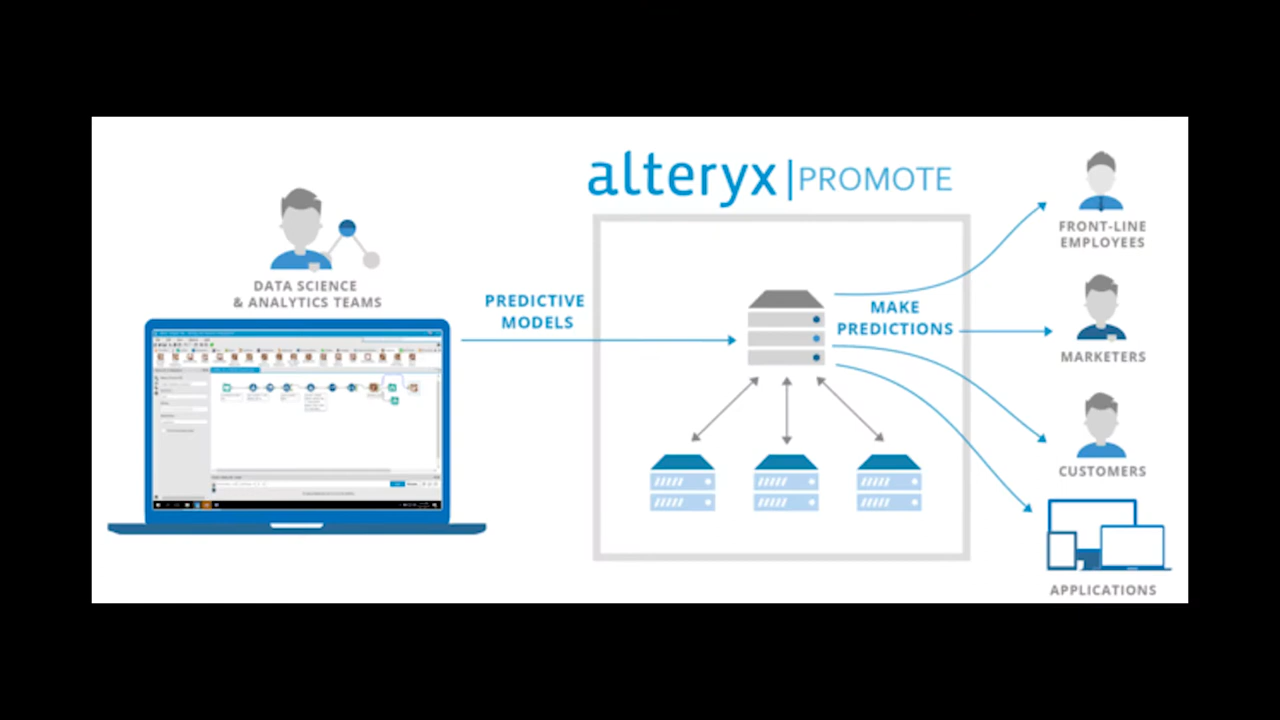 alteryx | PROMOTE
DATA SCIENCE
& ANALYTICS TEAMS
PREDICTIVE
MODELS
MAKE
PREDICTIONS
FRONT-LINE
EMPLOYEES
MARKETERS
CUSTOMERS
APPLICATIONS